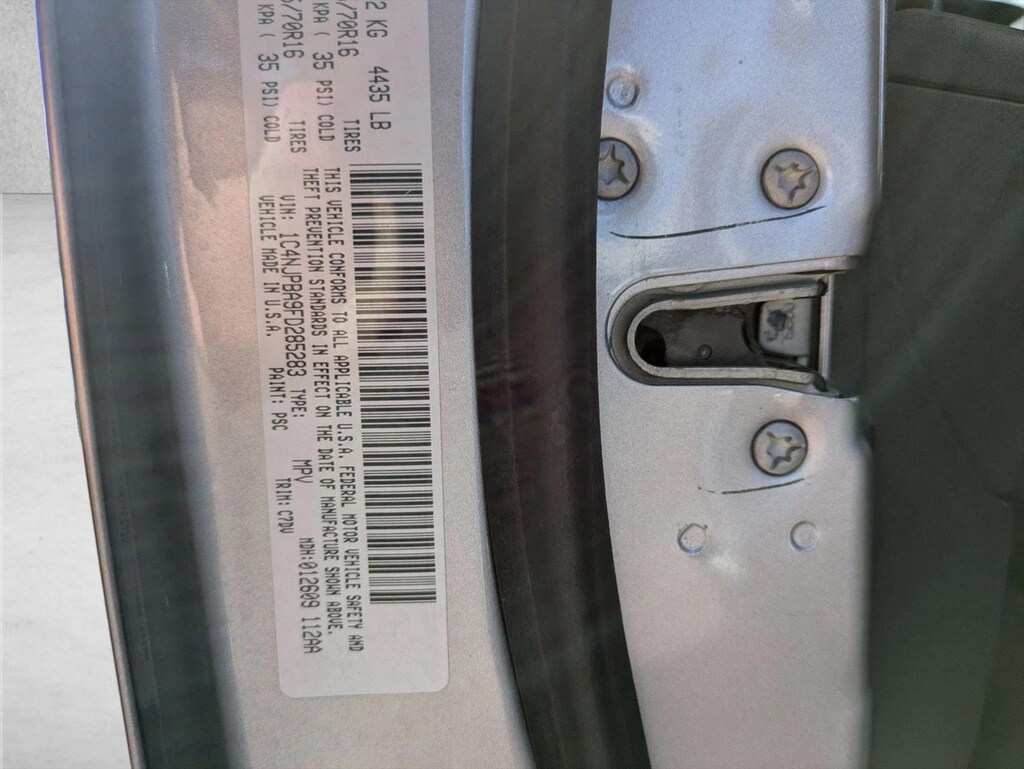 2 KG 4435 LB
/70R16 TIRES
KPA ( 35 PSI) COLD
/70R16 TIRES
KPA ( 35 PSI) COLD
THIS VEHICLE CONFORMS TO ALL APPLICABLE U.S.A. FEDERAL MOTOR VEHICLE SAFETY AND
THEFT PREVENTION STANDARDS IN EFFECT ON THE DATE OF MANUFACTURE SHOWN ABOVE.
VIN: 1C4NJPBA9FD285283 TYPE: MPV MDH:012609 112AA
VEHICLE MADE IN U.S.A. PAINT: PSC TRIM: C7DV